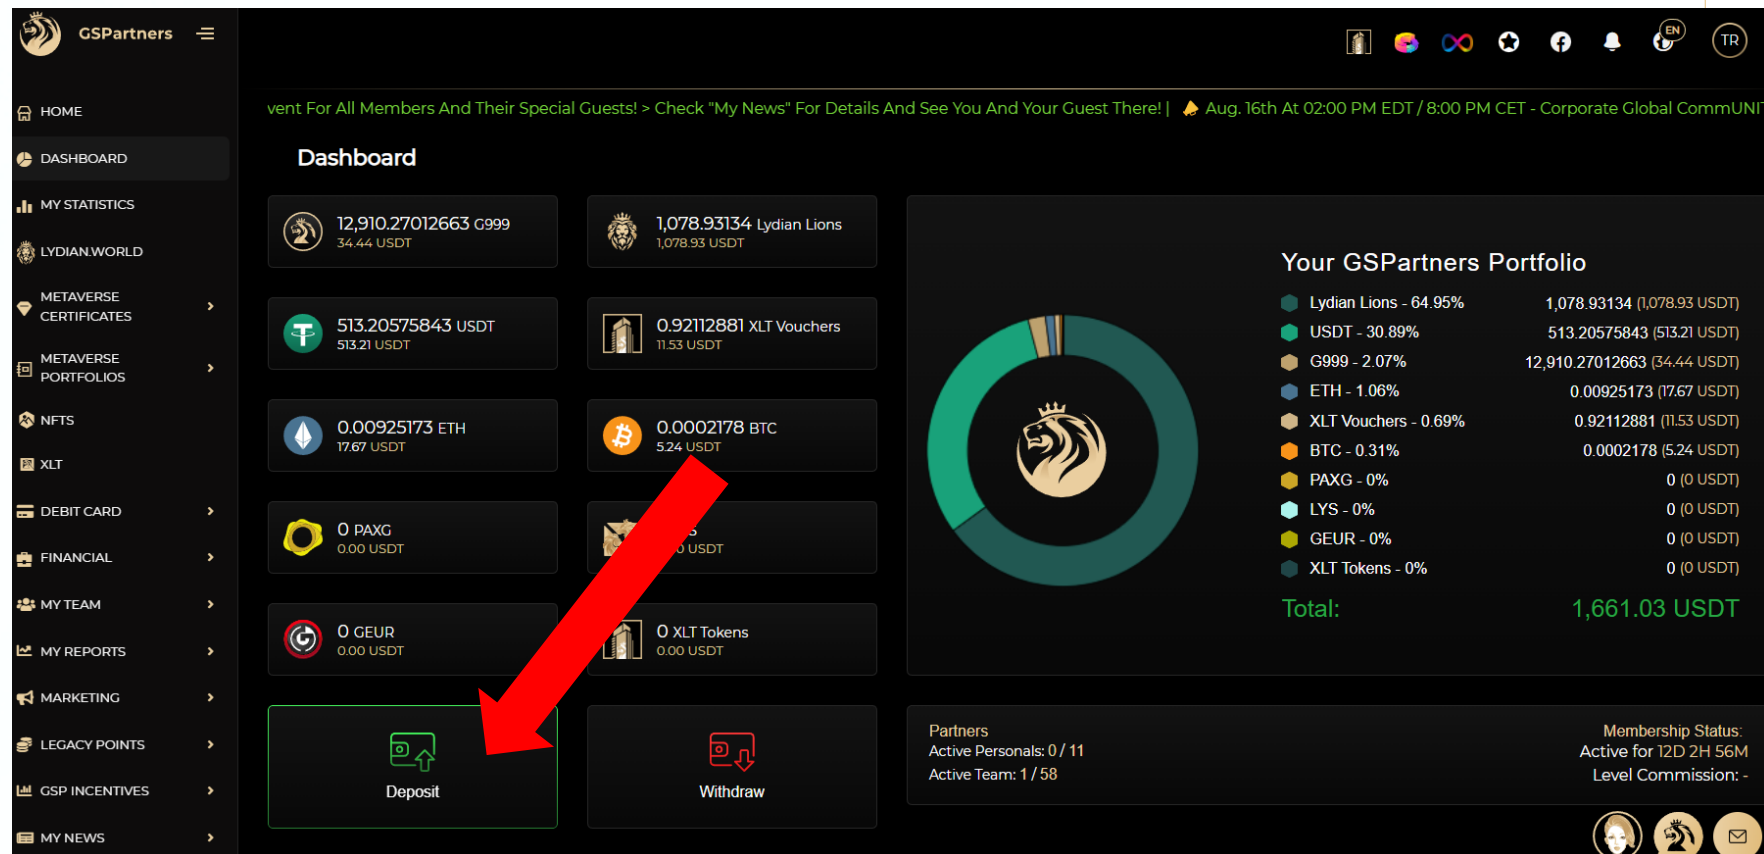 GSPartners
EN
TR
HOME
DASHBOARD
MY STATISTICS
LYDIAN.WORLD
METAVERSE
CERTIFICATES
METAVERSE
PORTFOLIOS
NFTS
XLT
DEBIT CARD
FINANCIAL
MY TEAM
MY REPORTS
MARKETING
LEGACY POINTS
GSP INCENTIVES
MY NEWS
vent For All Members And Their Special Guests! > Check "My News" For Details And See You And Your Guest There! | Aug. 16th At 02:00 PM EDT / 8:00 PM CET - Corporate Global CommUNIT
Dashboard
12,910.27012663 G999
34.44 USDT
1,078.93134 Lydian Lions
1,078.93 USDT
513.20575843 USDT
513.21 USDT
0.92112881 XLT Vouchers
11.53 USDT
0.00925173 ETH
17.67 USDT
0.0002178 BTC
5.24 USDT
0 PAXG
0.00 USDT
USDT
0 GEUR
0.00 USDT
0 XLT Tokens
0.00 USDT
Deposit
Withdraw
Your GSPartners Portfolio
Lydian Lions - 64.95% 1,078.93134 (1,078.93 USDT)
USDT - 30.89% 513.20575843 (513.21 USDT)
G999 - 2.07% 12,910.27012663 (34.44 USDT)
ETH - 1.06% 0.00925173 (17.67 USDT)
XLT Vouchers - 0.69% 0.92112881 (11.53 USDT)
BTC - 0.31% 0.0002178 (5.24 USDT)
PAXG - 0% 0 (0 USDT)
LYS - 0% 0 (0 USDT)
GEUR - 0% 0 (0 USDT)
XLT Tokens - 0% 0 (0 USDT)
Total: 1,661.03 USDT
Partners
Active Personals: 0 / 11
Active Team: 1 / 58
Membership Status:
Active for 12D 2H 56M
Level Commission: -